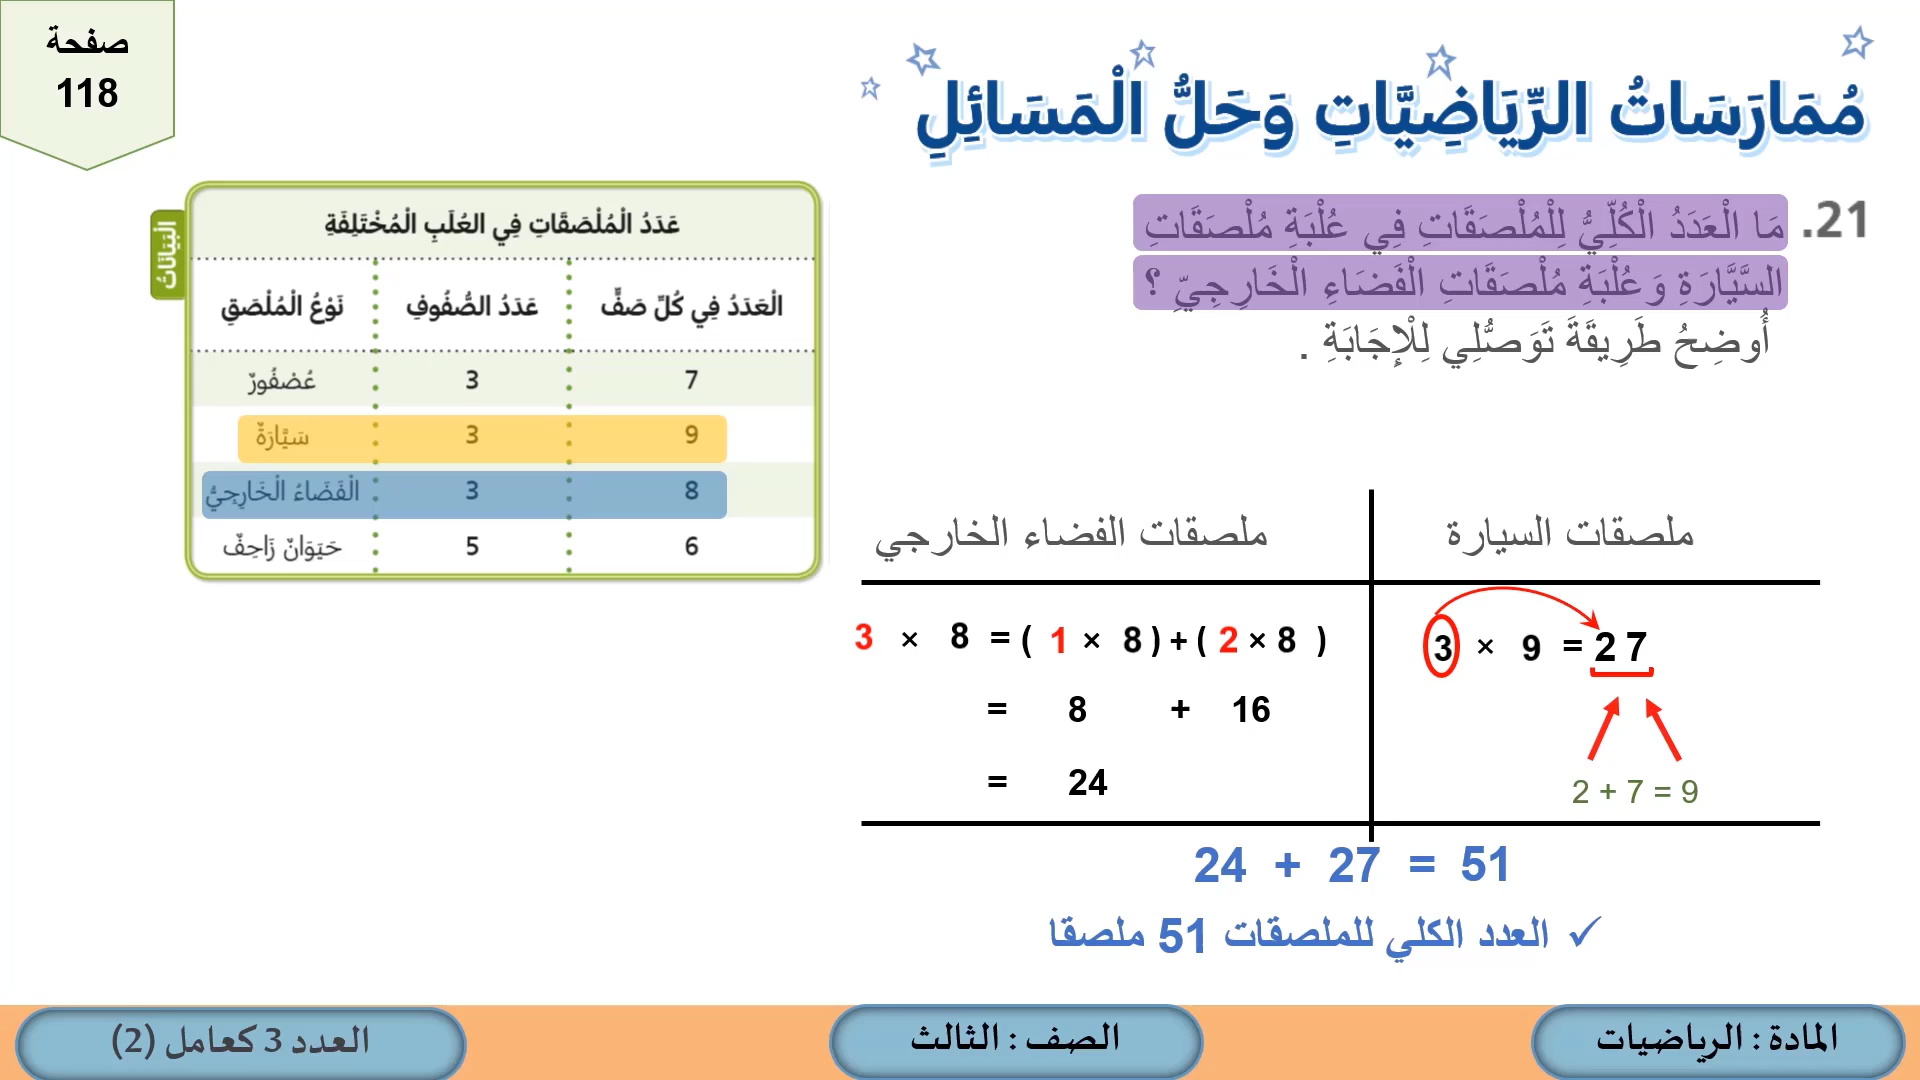 صفحة
118
مُمَارَسَاتُ الرِّيَاضِيَّاتِ وَحَلُّ الْمَسَائِلِ
21. مَا الْعَدَدُ الْكُلِّيُّ لِلْمُلْصَقَاتِ فِي عُلْبَةِ مُلْصَقَاتِ
السَّيَّارَةِ وَعُلْبَةِ مُلْصَقَاتِ الْفَضَاءِ الْخَارِجِيِّ ؟
أُوضِحُ طَرِيقَةَ تَوَصُّلِي لِلْإِجَابَةِ .
الْبَيَانَاتُ
عَدَدُ الْمُلْصَقَاتِ فِي العُلَبِ الْمُخْتَلِفَةِ
الْعَدَدُ فِي كُلِّ صَفٍّ عَدَدُ الصُّفُوفِ نَوْعُ الْمُلْصَقِ
7 3 عُصْفُورٌ
9 3 سَيَّارَةٌ
8 3 الْفَضَاءُ الْخَارِجِيُّ
6 5 حَيَوَانٌ زَاحِفٌ
ملصقات السيارة
3 × 9 = 27
2 + 7 = 9
ملصقات الفضاء الخارجي
3 × 8 = ( 1 × 8 ) + ( 2 × 8 )
= 8 + 16
= 24
24 + 27 = 51
✓ العدد الكلي للملصقات 51 ملصقا
المادة : الرياضيات
الصف : الثالث
العدد 3 كعامل (2)